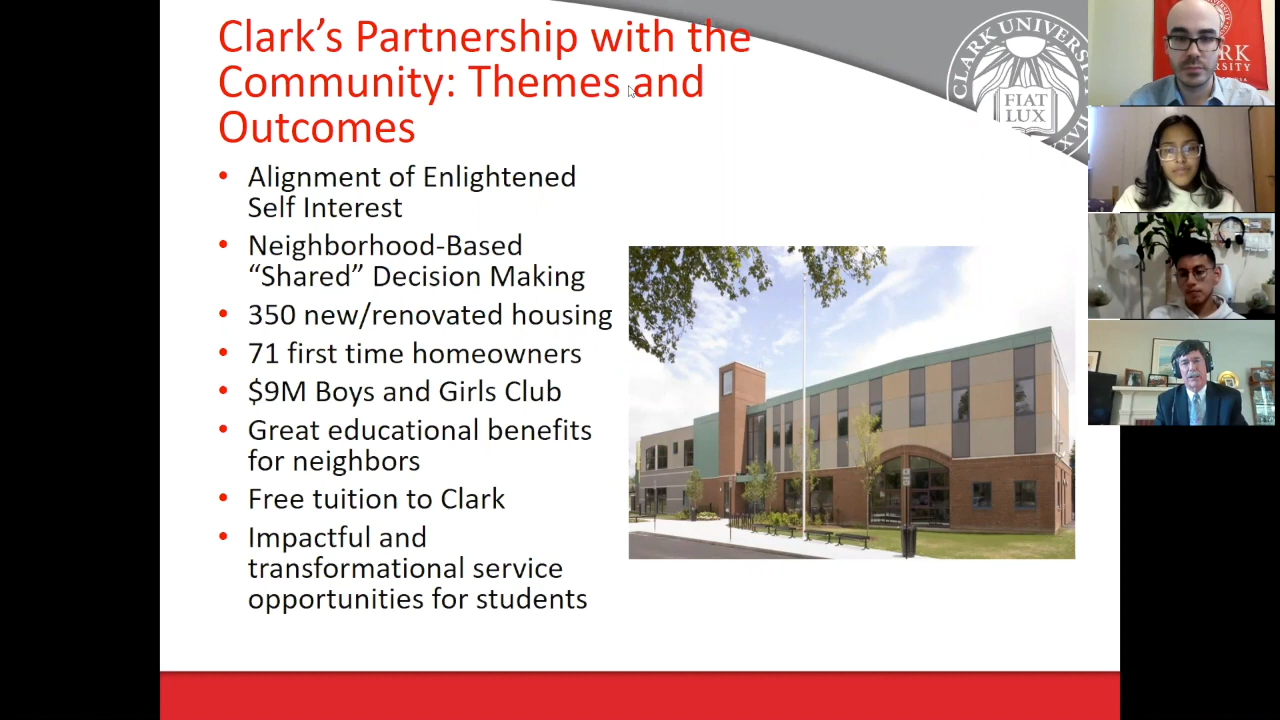 Clark's Partnership with the
Community: Themes and
Outcomes
• Alignment of Enlightened
Self Interest
• Neighborhood-Based
“Shared” Decision Making
• 350 new/renovated housing
• 71 first time homeowners
• $9M Boys and Girls Club
• Great educational benefits
for neighbors
• Free tuition to Clark
• Impactful and
transformational service
opportunities for students
CLARK UNIVERSITY
FIAT
LUX